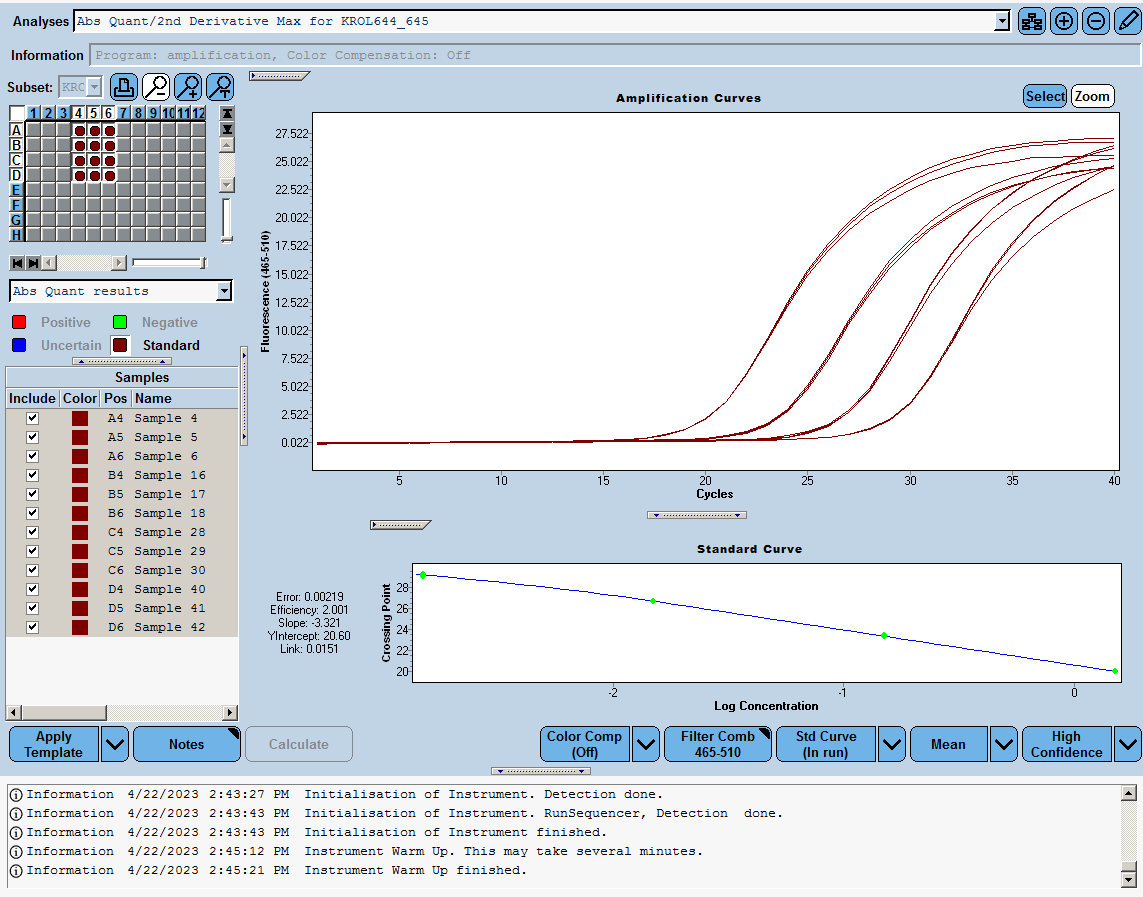 Analyses Abs Quant/2nd Derivative Max for KROL644_645
Information Program: amplification, Color Compensation: Off
Subset: KRC
1 2 3 4 5 6 7 8 9 10 11 12
A
B
C
D
E
F
G
H
Abs Quant results
Positive Negative
Uncertain Standard
Samples
Include Color Pos Name
A4 Sample 4
A5 Sample 5
A6 Sample 6
B4 Sample 16
B5 Sample 17
B6 Sample 18
C4 Sample 28
C5 Sample 29
C6 Sample 30
D4 Sample 40
D5 Sample 41
D6 Sample 42
Amplification Curves
Select Zoom
Fluorescence (465-510)
27.522
25.022
22.522
20.022
17.522
15.022
12.522
10.022
7.522
5.022
2.522
0.022
5 10 15 20 25 30 35 40
Cycles
Standard Curve
Error: 0.00219
Efficiency: 2.001
Slope: -3.321
YIntercept: 20.60
Link: 0.0151
Crossing Point
28
26
24
22
20
-2 -1 0
Log Concentration
Apply Template
Notes
Calculate
Color Comp (Off)
Filter Comb 465-510
Std Curve (In run)
Mean
High Confidence
Information 4/22/2023 2:43:27 PM Initialisation of Instrument. Detection done.
Information 4/22/2023 2:43:43 PM Initialisation of Instrument. RunSequencer, Detection done.
Information 4/22/2023 2:43:43 PM Initialisation of Instrument finished.
Information 4/22/2023 2:45:12 PM Instrument Warm Up. This may take several minutes.
Information 4/22/2023 2:45:21 PM Instrument Warm Up finished.